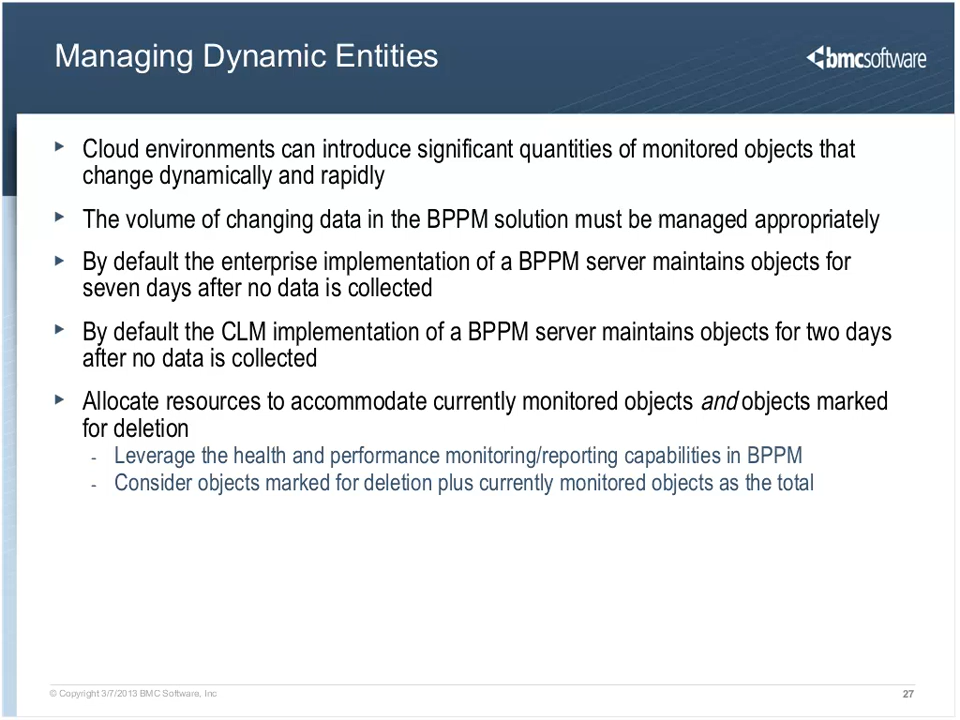 Managing Dynamic Entities
bmcsoftware
Cloud environments can introduce significant quantities of monitored objects that
change dynamically and rapidly
The volume of changing data in the BPPM solution must be managed appropriately
By default the enterprise implementation of a BPPM server maintains objects for
seven days after no data is collected
By default the CLM implementation of a BPPM server maintains objects for two days
after no data is collected
Allocate resources to accommodate currently monitored objects and objects marked
for deletion
- Leverage the health and performance monitoring/reporting capabilities in BPPM
- Consider objects marked for deletion plus currently monitored objects as the total
© Copyright 3/7/2013 BMC Software, Inc
27